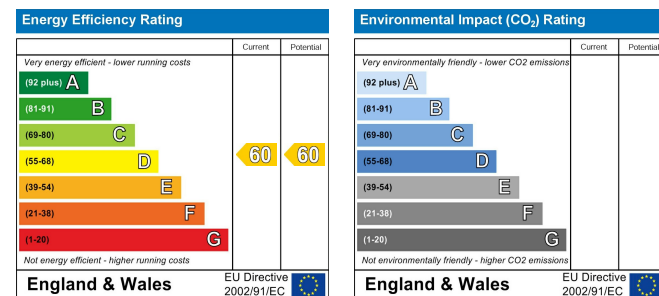 Energy Efficiency Rating
Current Potential
Very energy efficient - lower running costs
(92 plus) A
(81-91) B
(69-80) C
(55-68) D
60 60
(39-54) E
(21-38) F
(1-20) G
Not energy efficient - higher running costs
England & Wales
EU Directive
2002/91/EC
Environmental Impact (CO2) Rating
Current Potential
Very environmentally friendly - lower CO2 emissions
(92 plus) A
(81-91) B
(69-80) C
(55-68) D
(39-54) E
(21-38) F
(1-20) G
Not environmentally friendly - higher CO2 emissions
England & Wales
EU Directive
2002/91/EC